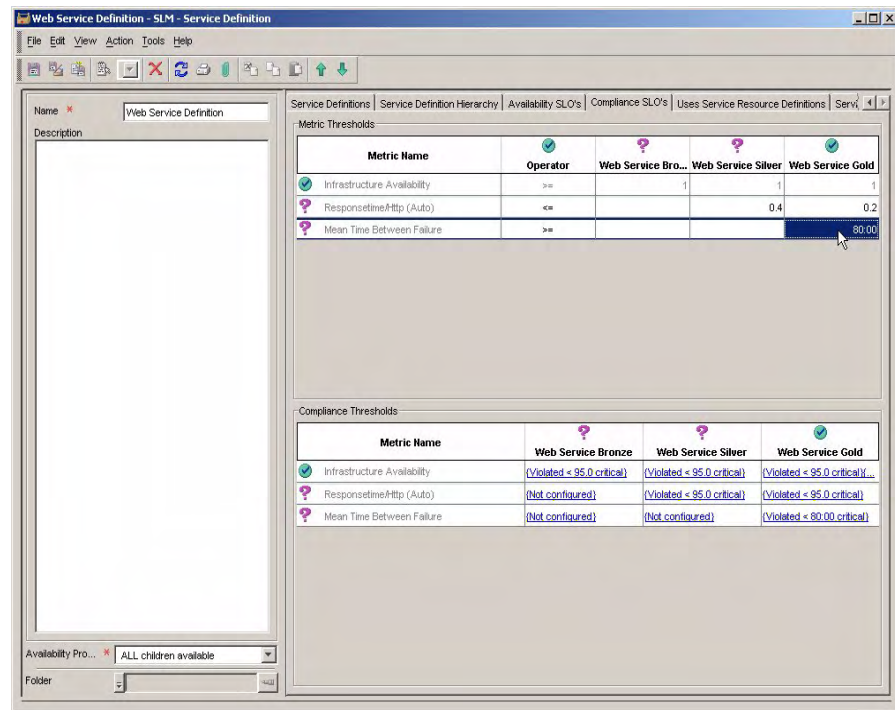 Web Service Definition - SLM - Service Definition
File Edit View Action Tools Help
Name * Web Service Definition
Description
Service Definitions Service Definition Hierarchy Availability SLO's Compliance SLO's Uses Service Resource Definitions Servi
Metric Thresholds
Metric Name Operator Web Service Bro... Web Service Silver Web Service Gold
Infrastructure Availability >= 1 1 1
Responsetime/Http (Auto) <= 0.4 0.2
Mean Time Between Failure >= 80:00
Compliance Thresholds
Metric Name Web Service Bronze Web Service Silver Web Service Gold
Infrastructure Availability {Violated < 95.0 critical} {Violated < 95.0 critical} {Violated < 95.0 critical}{...
Responsetime/Http (Auto) {Not configured} {Violated < 95.0 critical} {Violated < 95.0 critical}
Mean Time Between Failure {Not configured} {Not configured} {Violated < 80:00 critical}
Availability Pro... * ALL children available
Folder